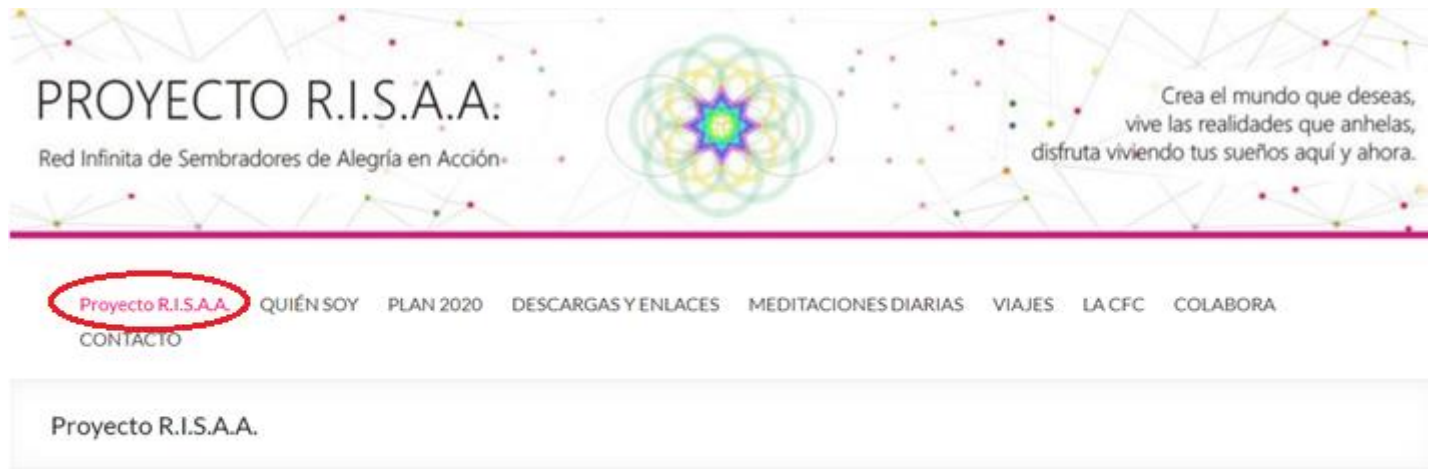 PROYECTO R.I.S.A.A.
Red Infinita de Sembradores de Alegría en Acción
Crea el mundo que deseas,
vive las realidades que anhelas,
disfruta viviendo tus sueños aquí y ahora.
Proyecto R.I.S.A.A. QUIÉN SOY PLAN 2020 DESCARGAS Y ENLACES MEDITACIONES DIARIAS VIAJES LA CFC COLABORA
CONTACTO
Proyecto R.I.S.A.A.